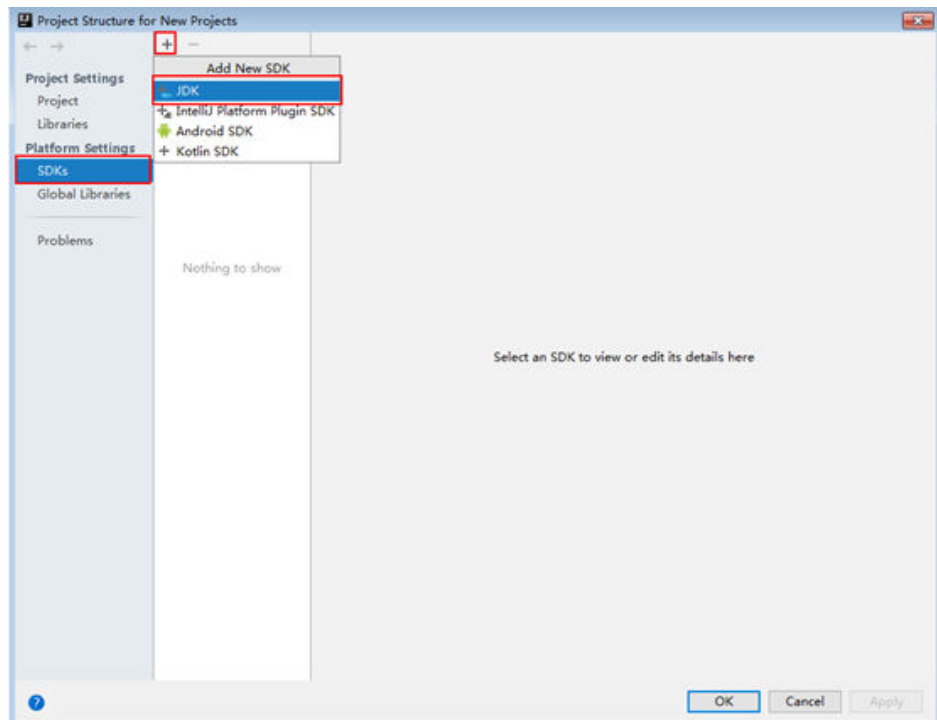 Project Structure for New Projects
Add New SDK
Project Settings
JDK
Project
IntelliJ Platform Plugin SDK
Libraries
Android SDK
Platform Settings
Kotlin SDK
SDKs
Global Libraries
Problems
Nothing to show
Select an SDK to view or edit its details here
OK Cancel Apply